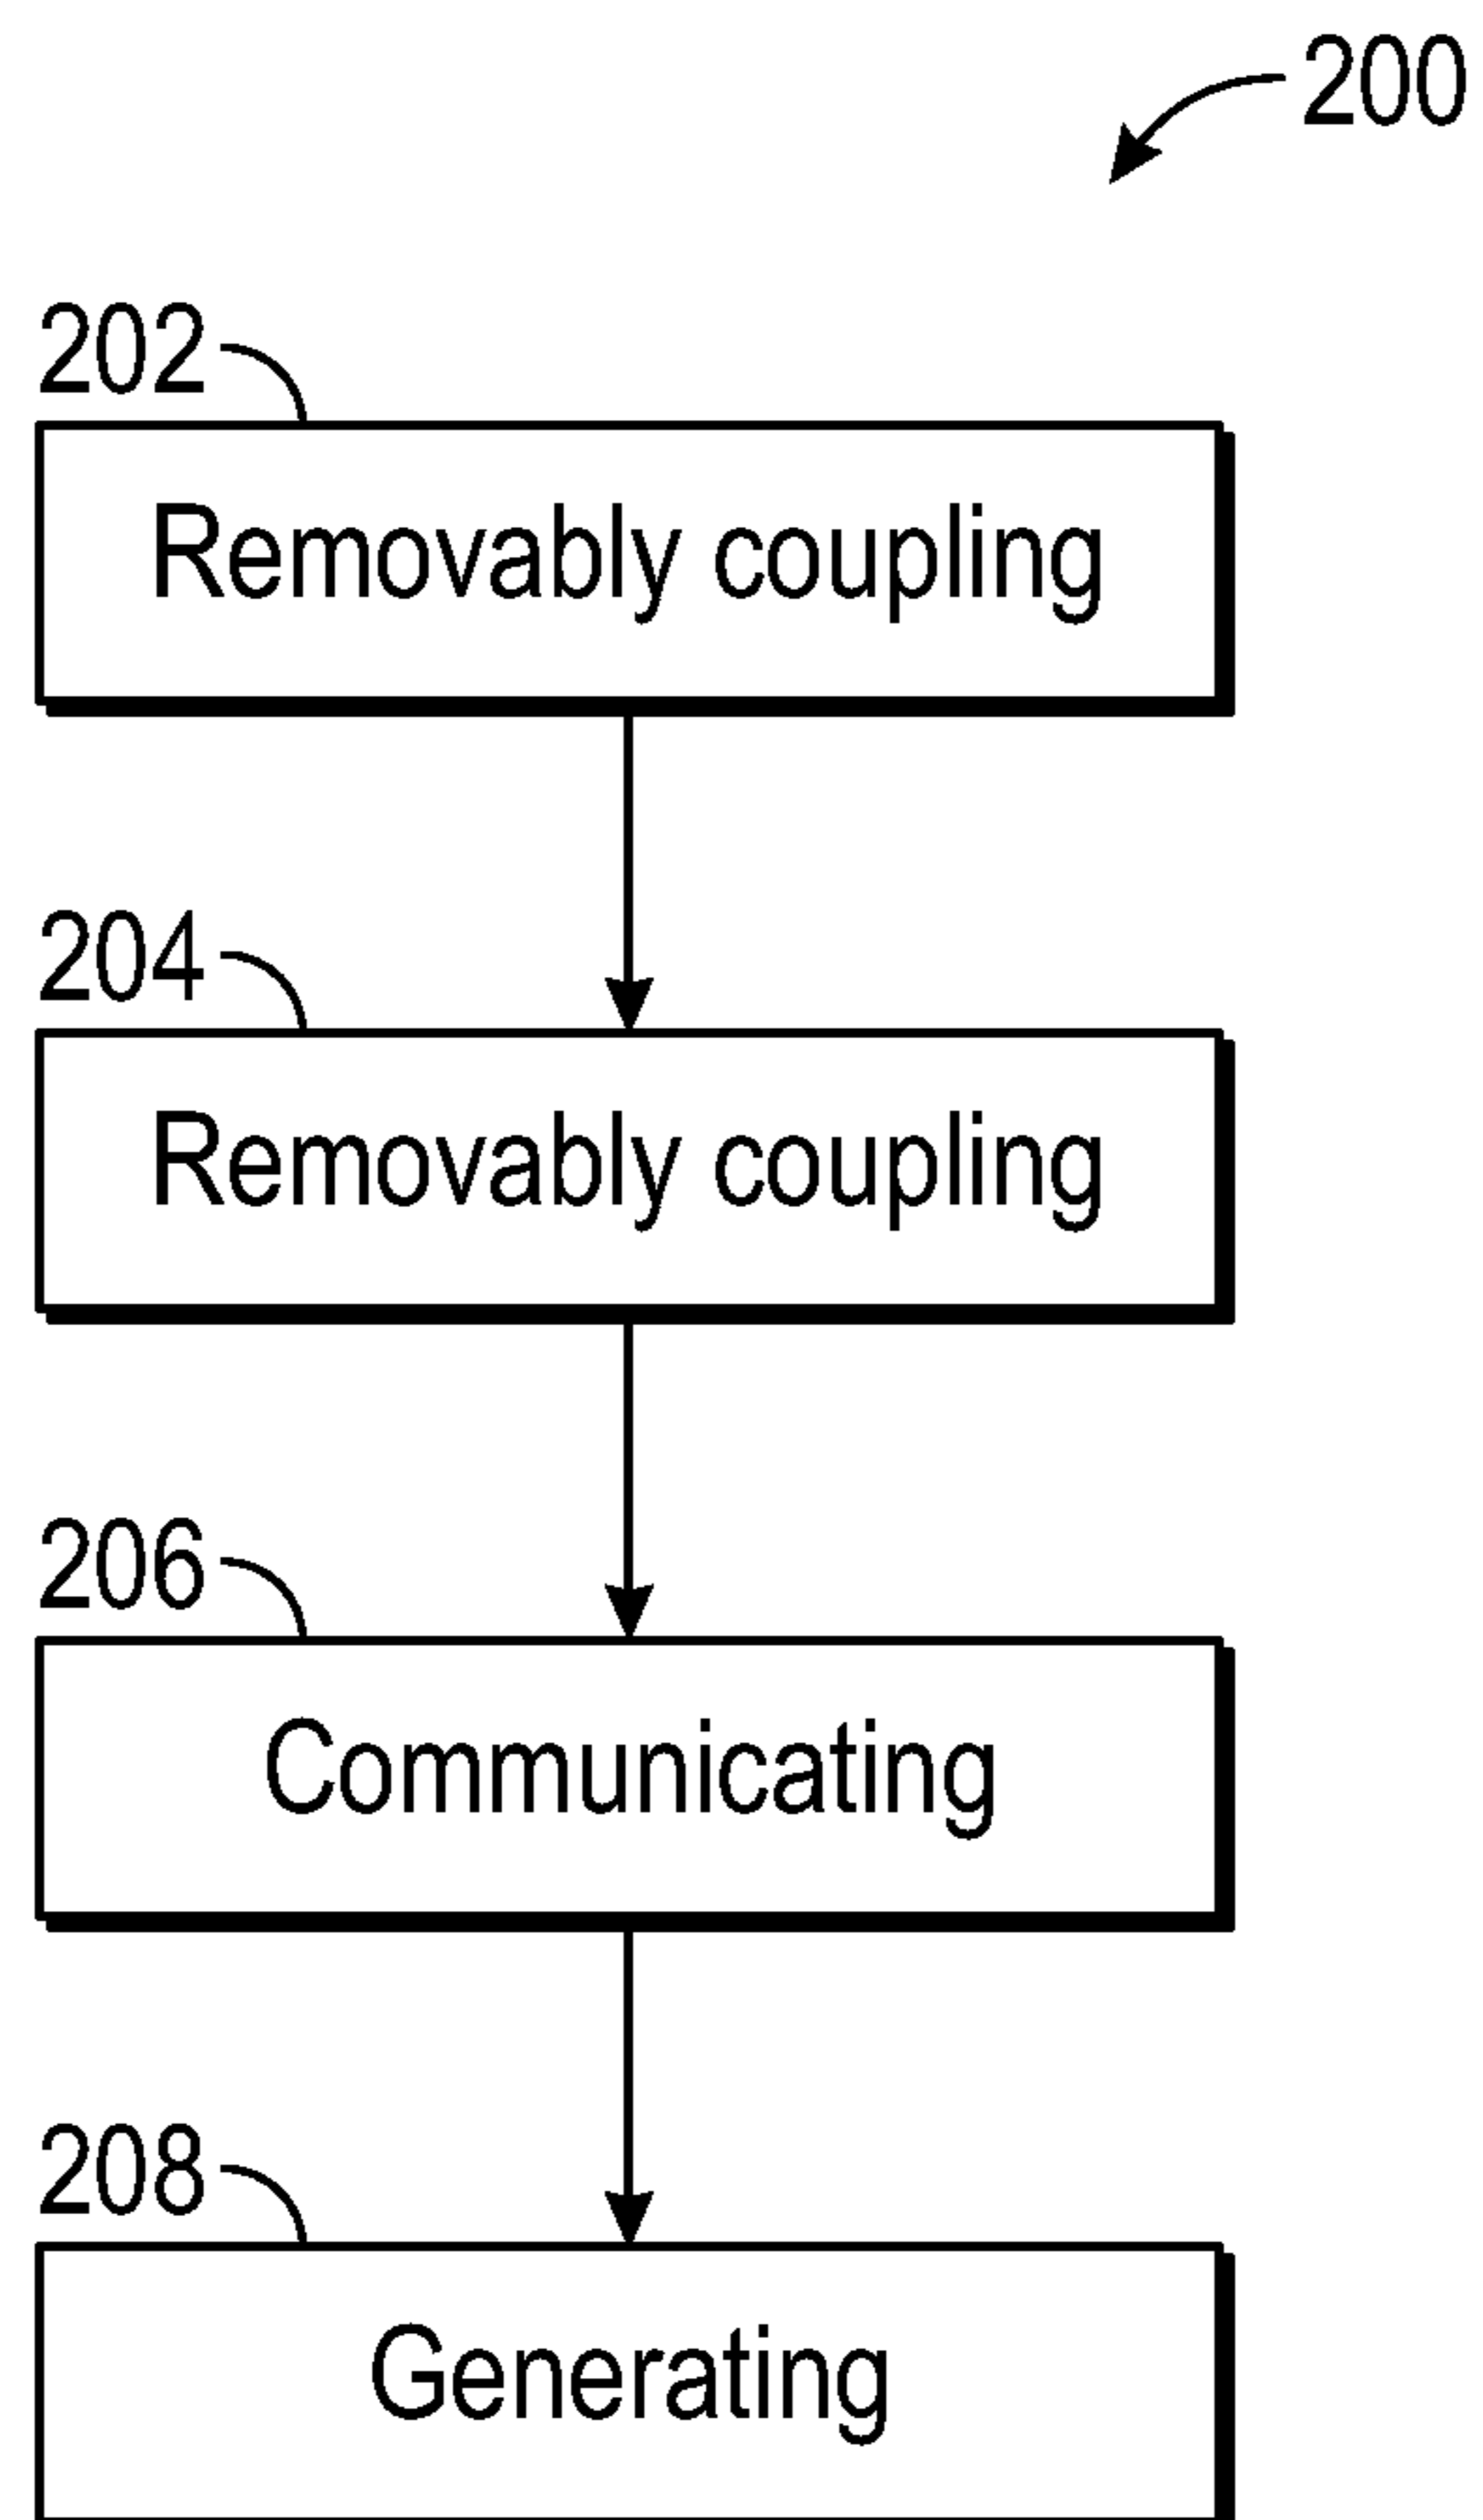 200
202
Removably coupling
204
Removably coupling
206
Communicating
208
Generating